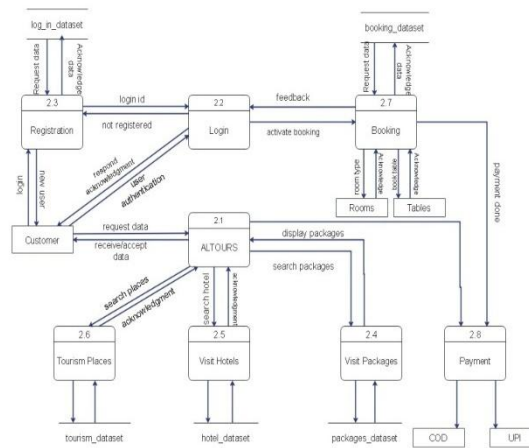 log_in_dataset
booking_dataset
Request data
Acknowledge data
Request data
Acknowledge data
2.3
Registration
login id
not registered
2.2
Login
feedback
activate booking
2.7
Booking
login
new user
respond acknowledgment
user authentication
room type
Acknowledge
book table
Acknowledge
payment done
Rooms
Tables
Customer
request data
receive/accept
data
2.1
ALTOURS
display packages
search packages
search places
acknowledgment
search hotel
acknowledgment
2.6
Tourism Places
2.5
Visit Hotels
2.4
Visit Packages
2.8
Payment
tourism_dataset
hotel_dataset
packages_dataset
COD
UPI